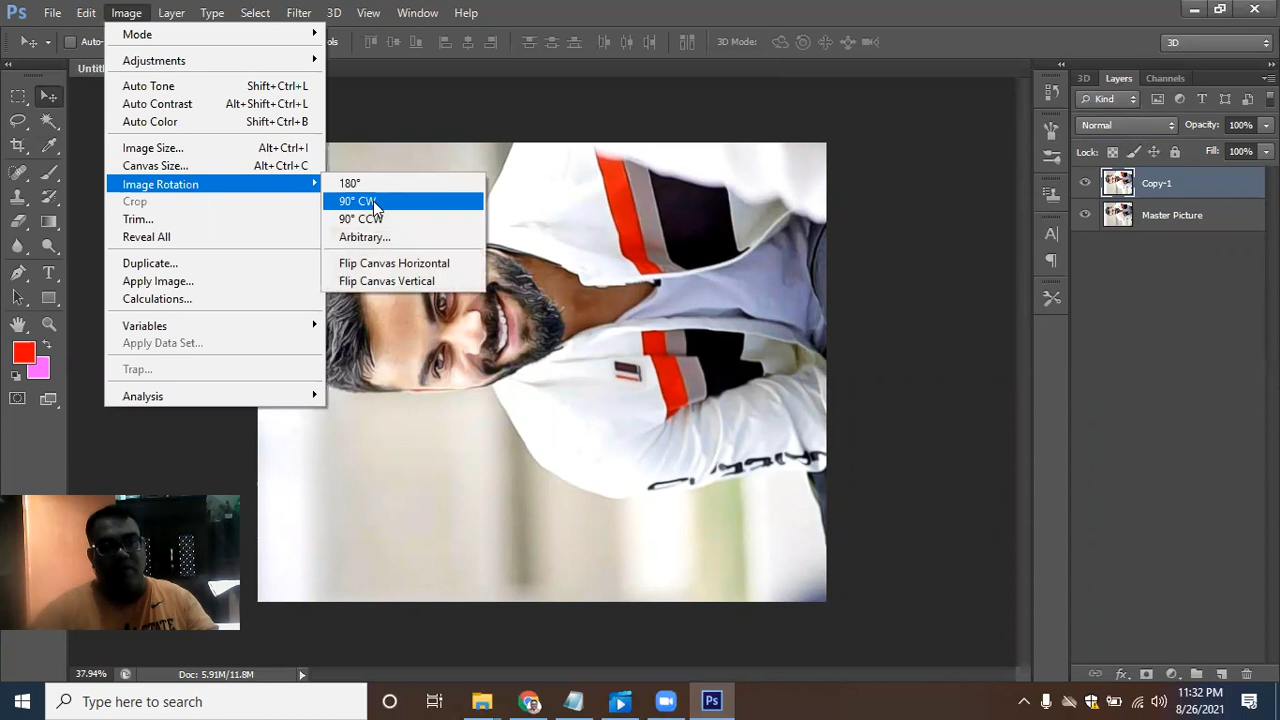 Ps File Edit Image Layer Type Select Filter 3D View Window Help
Auto- 3D Mode: 3D
Mode
Adjustments
Auto Tone Shift+Ctrl+L
Auto Contrast Alt+Shift+Ctrl+L
Auto Color Shift+Ctrl+B
Image Size... Alt+Ctrl+I
Canvas Size... Alt+Ctrl+C
Image Rotation
Crop
Trim...
Reveal All
Duplicate...
Apply Image...
Calculations...
Variables
Apply Data Set...
Trap...
Analysis
180°
90° CW
90° CCW
Arbitrary...
Flip Canvas Horizontal
Flip Canvas Vertical
3D Layers Channels
Kind
Normal Opacity: 100%
Lock: Fill: 100%
Copy-1
Master Picture
37.94% Doc: 5.91M/11.8M
Type here to search
Ps
11:32 PM
8/26/2021